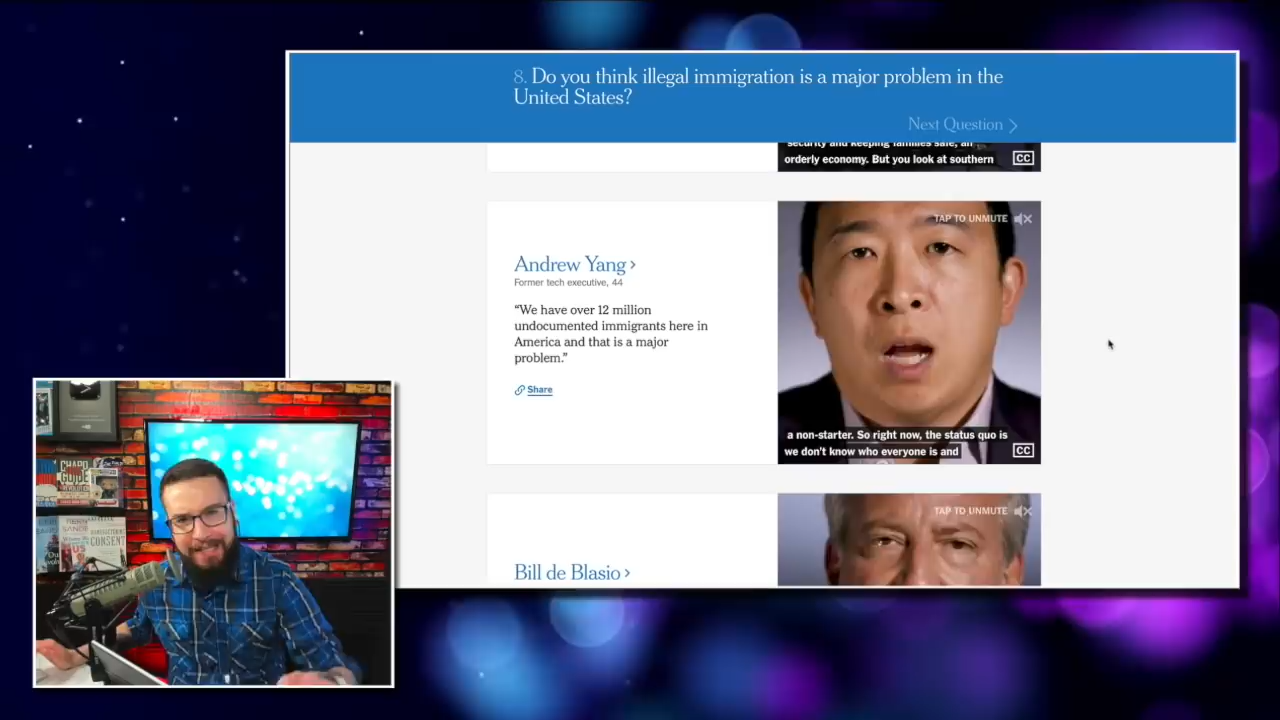 8. Do you think illegal immigration is a major problem in the
United States?
Next Question
security and keeping families safe, an
orderly economy. But you look at southern
CC
TAP TO UNMUTE
Andrew Yang
Former tech executive, 44
“We have over 12 million
undocumented immigrants here in
America and that is a major
problem.”
Share
a non-starter. So right now, the status quo is
we don't know who everyone is and
CC
TAP TO UNMUTE
Bill de Blasio
CHAPO
GUIDE
REVOLUTION
CONSENT